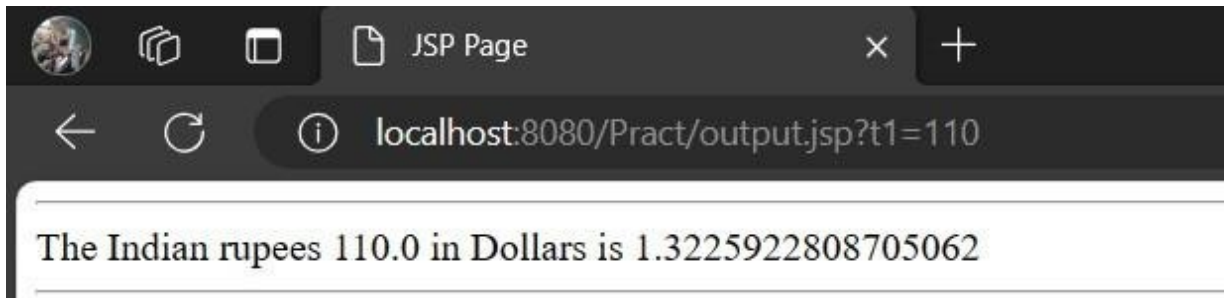 JSP Page
localhost:8080/Pract/output.jsp?t1=110
The Indian rupees 110.0 in Dollars is 1.3225922808705062